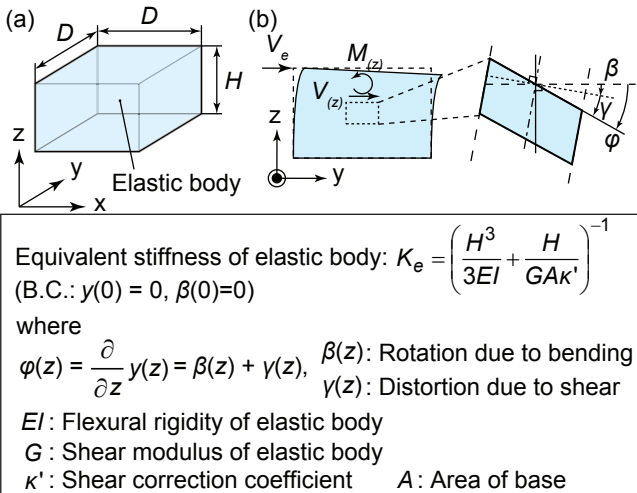 (a)
D
D
H
z
y
x
Elastic body
(b)
V_e
M_(z)
V_(z)
z
y
β
γ
φ
Equivalent stiffness of elastic body: K_e = (H^3/3EI + H/GAκ')^−1
(B.C.: y(0) = 0, β(0)=0)
where
φ(z) = ∂/∂z y(z) = β(z) + γ(z), β(z): Rotation due to bending
γ(z): Distortion due to shear
EI : Flexural rigidity of elastic body
G : Shear modulus of elastic body
κ' : Shear correction coefficient A : Area of base